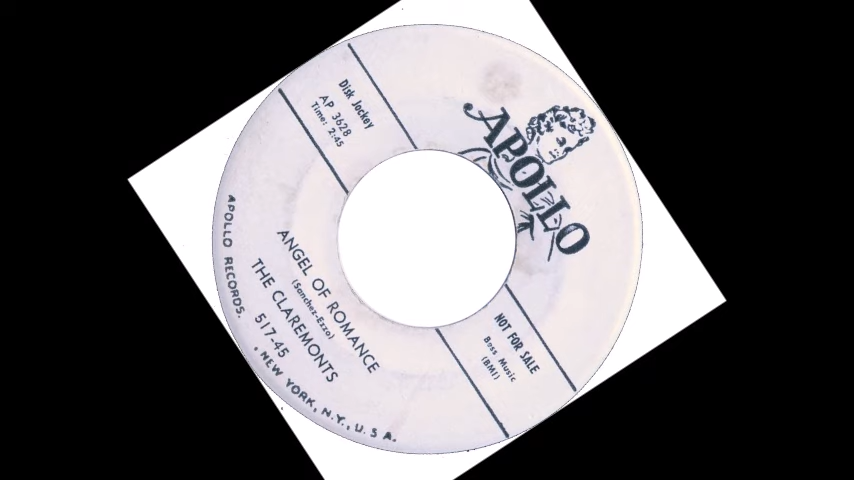 APOLLO
Disk Jockey
AP 3628
Time: 2:45
NOT FOR SALE
Bess Music
(BMI)
ANGEL OF ROMANCE
(Sanchez-Ezzo)
THE CLAREMONTS
517-45
APOLLO RECORDS. • NEW YORK, N.Y., U.S.A.